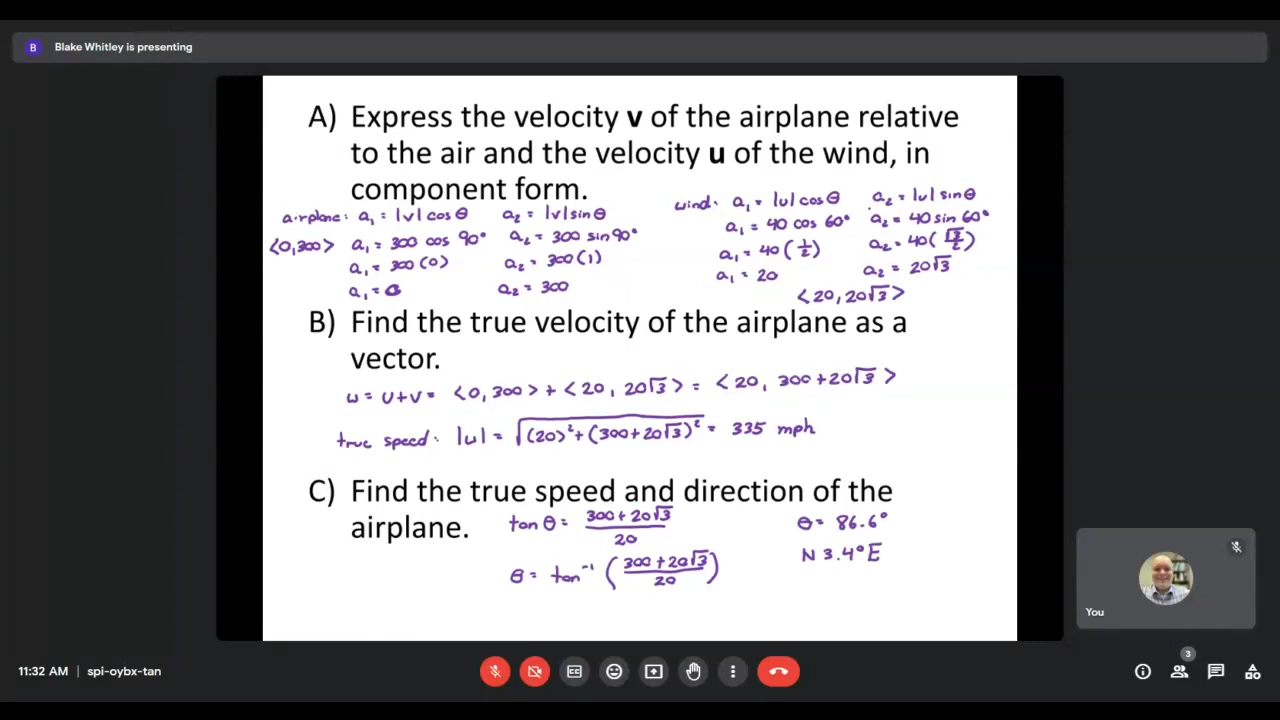 B Blake Whitley is presenting
A) Express the velocity v of the airplane relative
to the air and the velocity u of the wind, in
component form.
airplane: a₁ = |v| cos θ a₂ = |v| sin θ
<0,300> a₁ = 300 cos 90° a₂ = 300 sin 90°
a₁ = 300 (0) a₂ = 300 (1)
a₁ = 0 a₂ = 300
wind: a₁ = |u| cos θ a₂ = |u| sin θ
a₁ = 40 cos 60° a₂ = 40 sin 60°
a₁ = 40 (1/2) a₂ = 40 (√3/2)
a₁ = 20 a₂ = 20√3
<20, 20√3>
B) Find the true velocity of the airplane as a
vector.
w = u + v = <0, 300> + <20, 20√3> = <20, 300+20√3>
true speed: |u| = √((20)² + (300+20√3)²) = 335 mph
C) Find the true speed and direction of the
airplane.
tan θ = (300+20√3)/20 θ = 86.6°
θ = tan⁻¹ ((300+20√3)/20) N 3.4° E
You
11:32 AM | spi-oybx-tan
CC
3